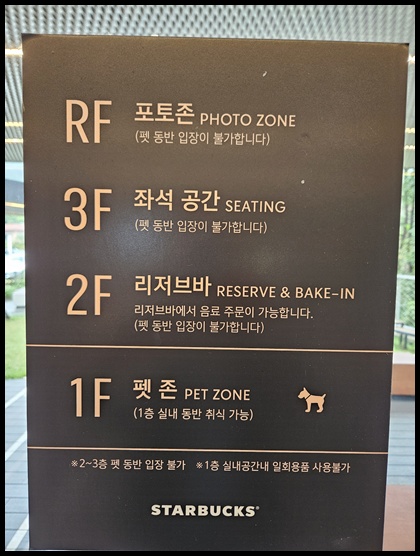 RF 포토존 PHOTO ZONE
(펫 동반 입장이 불가합니다)
3F 좌석 공간 SEATING
(펫 동반 입장이 불가합니다)
2F 리저브바 RESERVE & BAKE-IN
리저브바에서 음료 주문이 가능합니다.
(펫 동반 입장이 불가합니다)
1F 펫 존 PET ZONE
(1층 실내 동반 취식 가능)
※2~3층 펫 동반 입장 불가 ※1층 실내공간내 일회용품 사용불가
STARBUCKS®